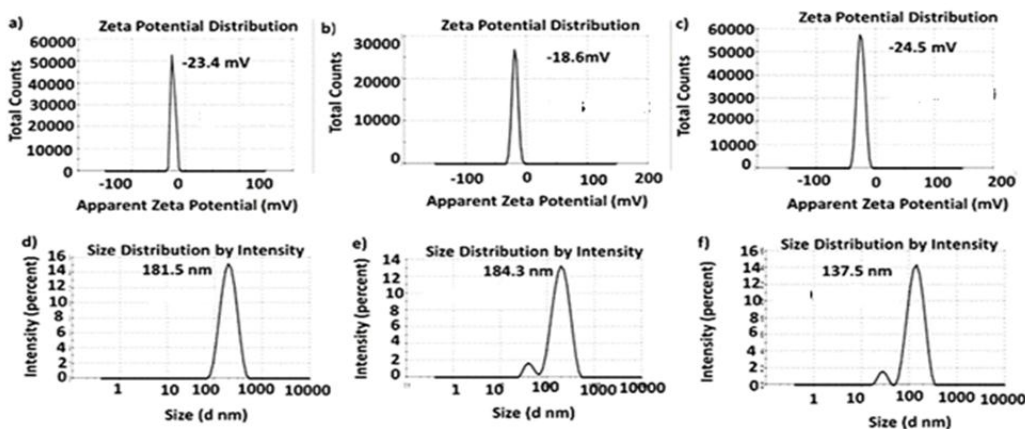 a)
Zeta Potential Distribution
60000
50000
40000
30000
20000
10000
0
Total Counts
-23.4 mV
-100 0 100
Apparent Zeta Potential (mV)
b)
Zeta Potential Distribution
30000
20000
10000
0
Total Counts
-18.6mV
-100 0 100 200
Apparent Zeta Potential (mV)
c)
Zeta Potential Distribution
60000
50000
40000
30000
20000
10000
0
Total Counts
-24.5 mV
-100 0 100 200
Apparent Zeta Potential (mV)
d)
Size Distribution by Intensity
181.5 nm
16
14
12
10
8
6
4
2
0
Intensity (percent)
1 10 100 1000 10000
Size (d nm)
e)
Size Distribution by Intensity
184.3 nm
14
12
10
8
6
4
2
0
Intensity (percent)
1 10 100 1000 10000
Size (d nm)
f)
Size Distribution by Intensity
137.5 nm
16
14
12
10
8
6
4
2
0
Intensity (percent)
1 10 100 1000 10000
Size (d nm)